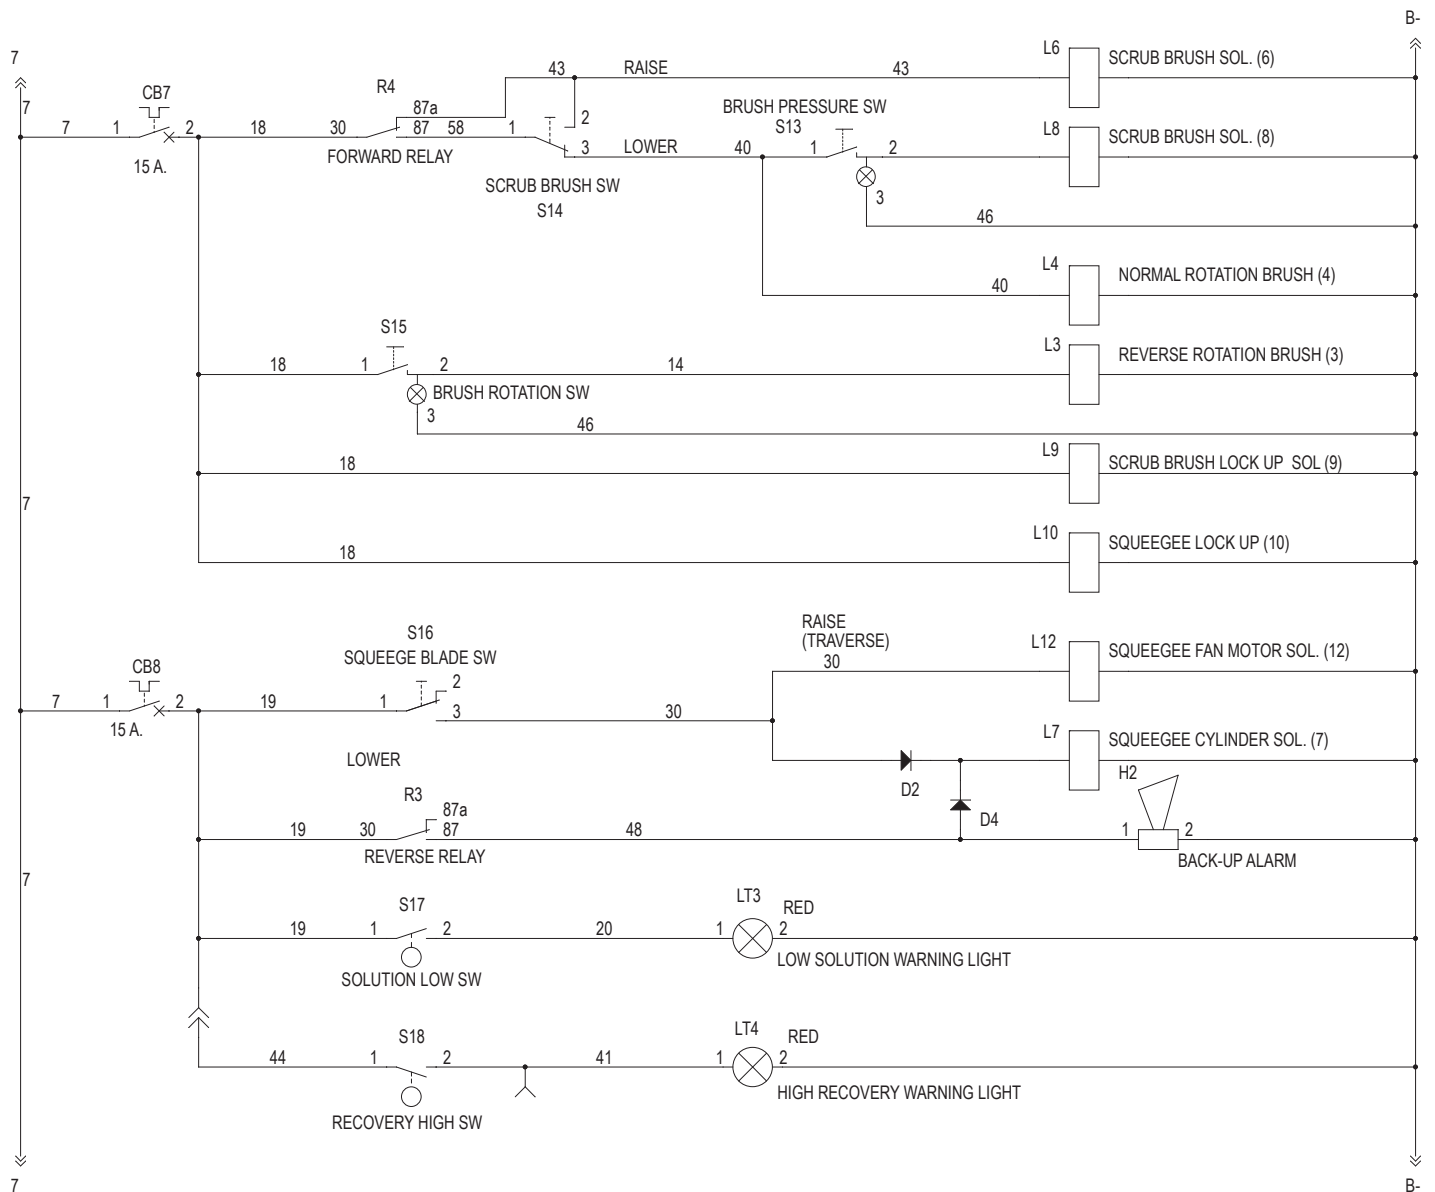 B-
7
7
CB7
7 1 2
15 A.
18
R4
30
87a
87 58
FORWARD RELAY
43 RAISE 43
L6
SCRUB BRUSH SOL. (6)
1
2
3
SCRUB BRUSH SW
S14
LOWER 40
BRUSH PRESSURE SW
S13
1 2
3
46
L8
SCRUB BRUSH SOL. (8)
L4
NORMAL ROTATION BRUSH (4)
40
S15
18 1 2 14
BRUSH ROTATION SW
3
46
L3
REVERSE ROTATION BRUSH (3)
18
L9
SCRUB BRUSH LOCK UP SOL (9)
7
18
L10
SQUEEGEE LOCK UP (10)
S16
SQUEEGE BLADE SW
CB8
7 1 2
15 A.
19 1
2
3
30
LOWER
RAISE
(TRAVERSE)
30
L12
SQUEEGEE FAN MOTOR SOL. (12)
L7
SQUEEGEE CYLINDER SOL. (7)
D2
D4
H2
R3
87a
19 30 87 48
REVERSE RELAY
1 2
BACK-UP ALARM
7
S17
19 1 2 20
SOLUTION LOW SW
LT3
RED
1 2
LOW SOLUTION WARNING LIGHT
S18
44 1 2 41
RECOVERY HIGH SW
LT4
RED
1 2
HIGH RECOVERY WARNING LIGHT
7
B-